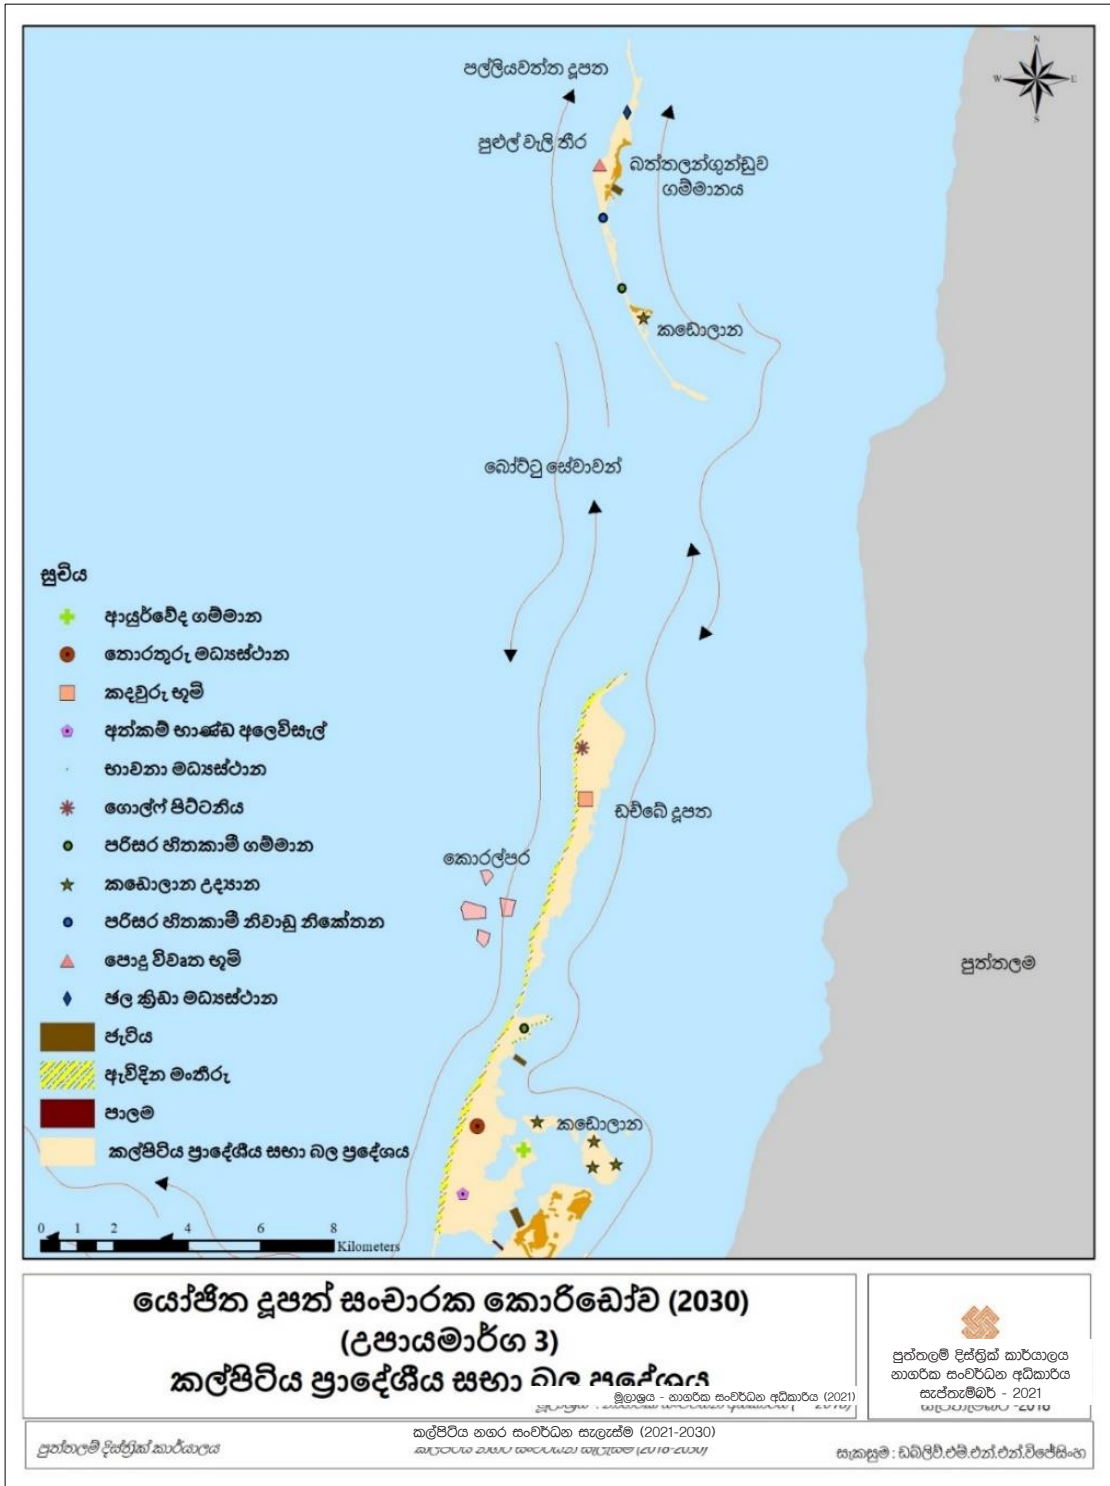 පල්ලියවත්ත දූපත
N
W
E
S
පුළුල් වැලි තීර
බත්තලන්ගුන්ඩුව
ගම්මානය
කඩොලාන
බෝට්ටු සේවාවන්
සූචිය
ආයුර්වේද ගම්මාන
තොරතුරු මධ්‍යස්ථාන
කඳවුරු භූමි
අත්කම් භාණ්ඩ අලෙවිසැල්
භාවනා මධ්‍යස්ථාන
ගොල්ෆ් පිට්ටනිය
පරිසර හිතකාමී ගම්මාන
කඩොලාන උද්‍යාන
පරිසර හිතකාමී නිවාඩු නිකේතන
පොදු විවෘත භූමි
ජල ක්‍රීඩා මධ්‍යස්ථාන
ජැටිය
ඇවිදින මංතීරු
පාලම
කල්පිටිය ප්‍රාදේශීය සභා බල ප්‍රදේශය
ඩච්බේ දූපත
කොරල්පර
පුත්තලම
කඩොලාන
0 1 2 4 6 8
Kilometers
යෝජිත දූපත් සංචාරක කොරිඩෝව (2030)
(උපායමාර්ග 3)
කල්පිටිය ප්‍රාදේශීය සභා බල ප්‍රදේශය
මූලාශ්‍රය - නාගරික සංවර්ධන අධිකාරිය (2021)
පුත්තලම් දිස්ත්‍රික් කාර්යාලය
නාගරික සංවර්ධන අධිකාරිය
සැප්තැම්බර් - 2021
පුත්තලම් දිස්ත්‍රික් කාර්යාලය
කල්පිටිය නගර සංවර්ධන සැලැස්ම (2021-2030)
සැකසුම : ඩබ්ලිව්.එම්.එන්.එන්.විජේසිංහ